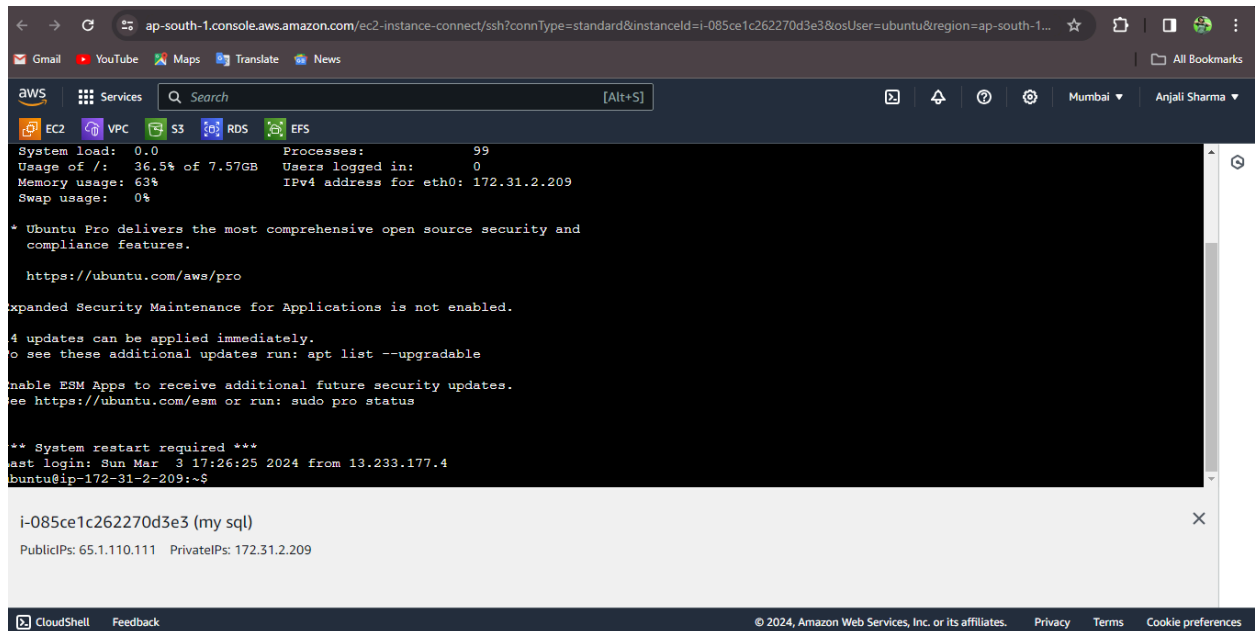 ap-south-1.console.aws.amazon.com/ec2-instance-connect/ssh?connType=standard&instanceId=i-085ce1c262270d3e3&osUser=ubuntu&region=ap-south-1...
Gmail YouTube Maps Translate News All Bookmarks
aws Services Search [Alt+S] Mumbai Anjali Sharma
EC2 VPC S3 RDS EFS
System load: 0.0 Processes: 99
Usage of /: 36.5% of 7.57GB Users logged in: 0
Memory usage: 63% IPv4 address for eth0: 172.31.2.209
Swap usage: 0%
* Ubuntu Pro delivers the most comprehensive open source security and
compliance features.
https://ubuntu.com/aws/pro
xpanded Security Maintenance for Applications is not enabled.
4 updates can be applied immediately.
o see these additional updates run: apt list --upgradable
nable ESM Apps to receive additional future security updates.
ee https://ubuntu.com/esm or run: sudo pro status
** System restart required ***
ast login: Sun Mar 3 17:26:25 2024 from 13.233.177.4
buntu@ip-172-31-2-209:~$
i-085ce1c262270d3e3 (my sql)
PublicIPs: 65.1.110.111 PrivateIPs: 172.31.2.209
CloudShell Feedback © 2024, Amazon Web Services, Inc. or its affiliates. Privacy Terms Cookie preferences